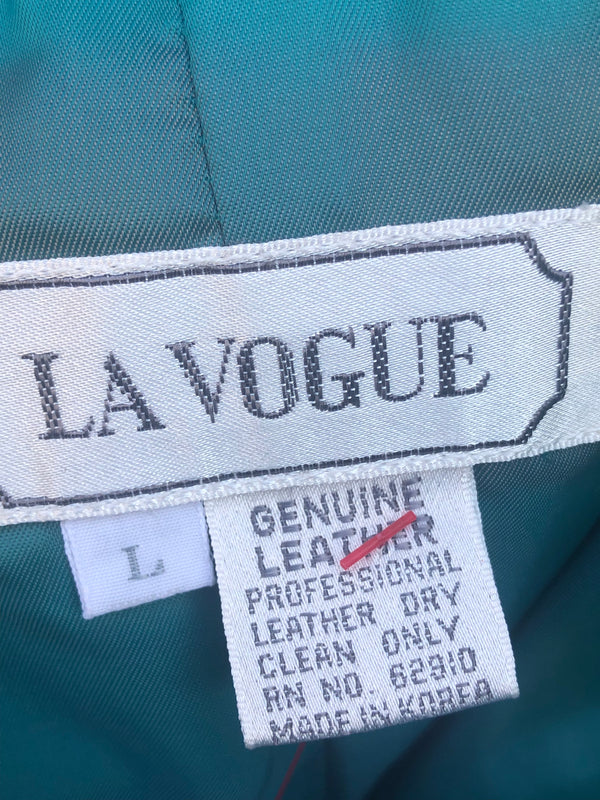 LA VOGUE
L
GENUINE
LEATHER
PROFESSIONAL
LEATHER DRY
CLEAN ONLY
RN NO. 62910
MADE IN KOREA